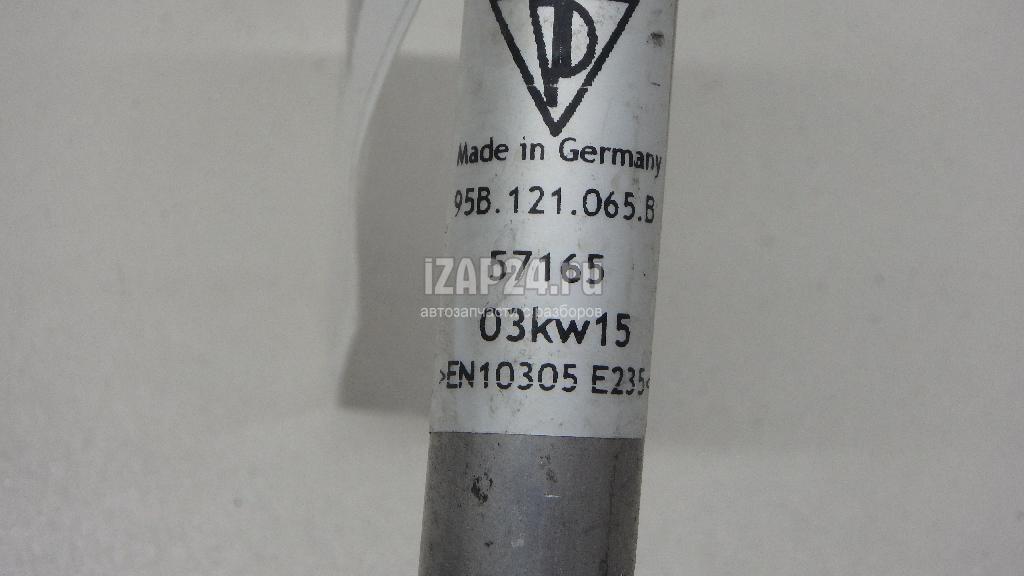 Made in Germany
95B.121.065.B
57165
iZAP24.ru
автозапчасти с разборов
03kw15
>EN10305 E235<